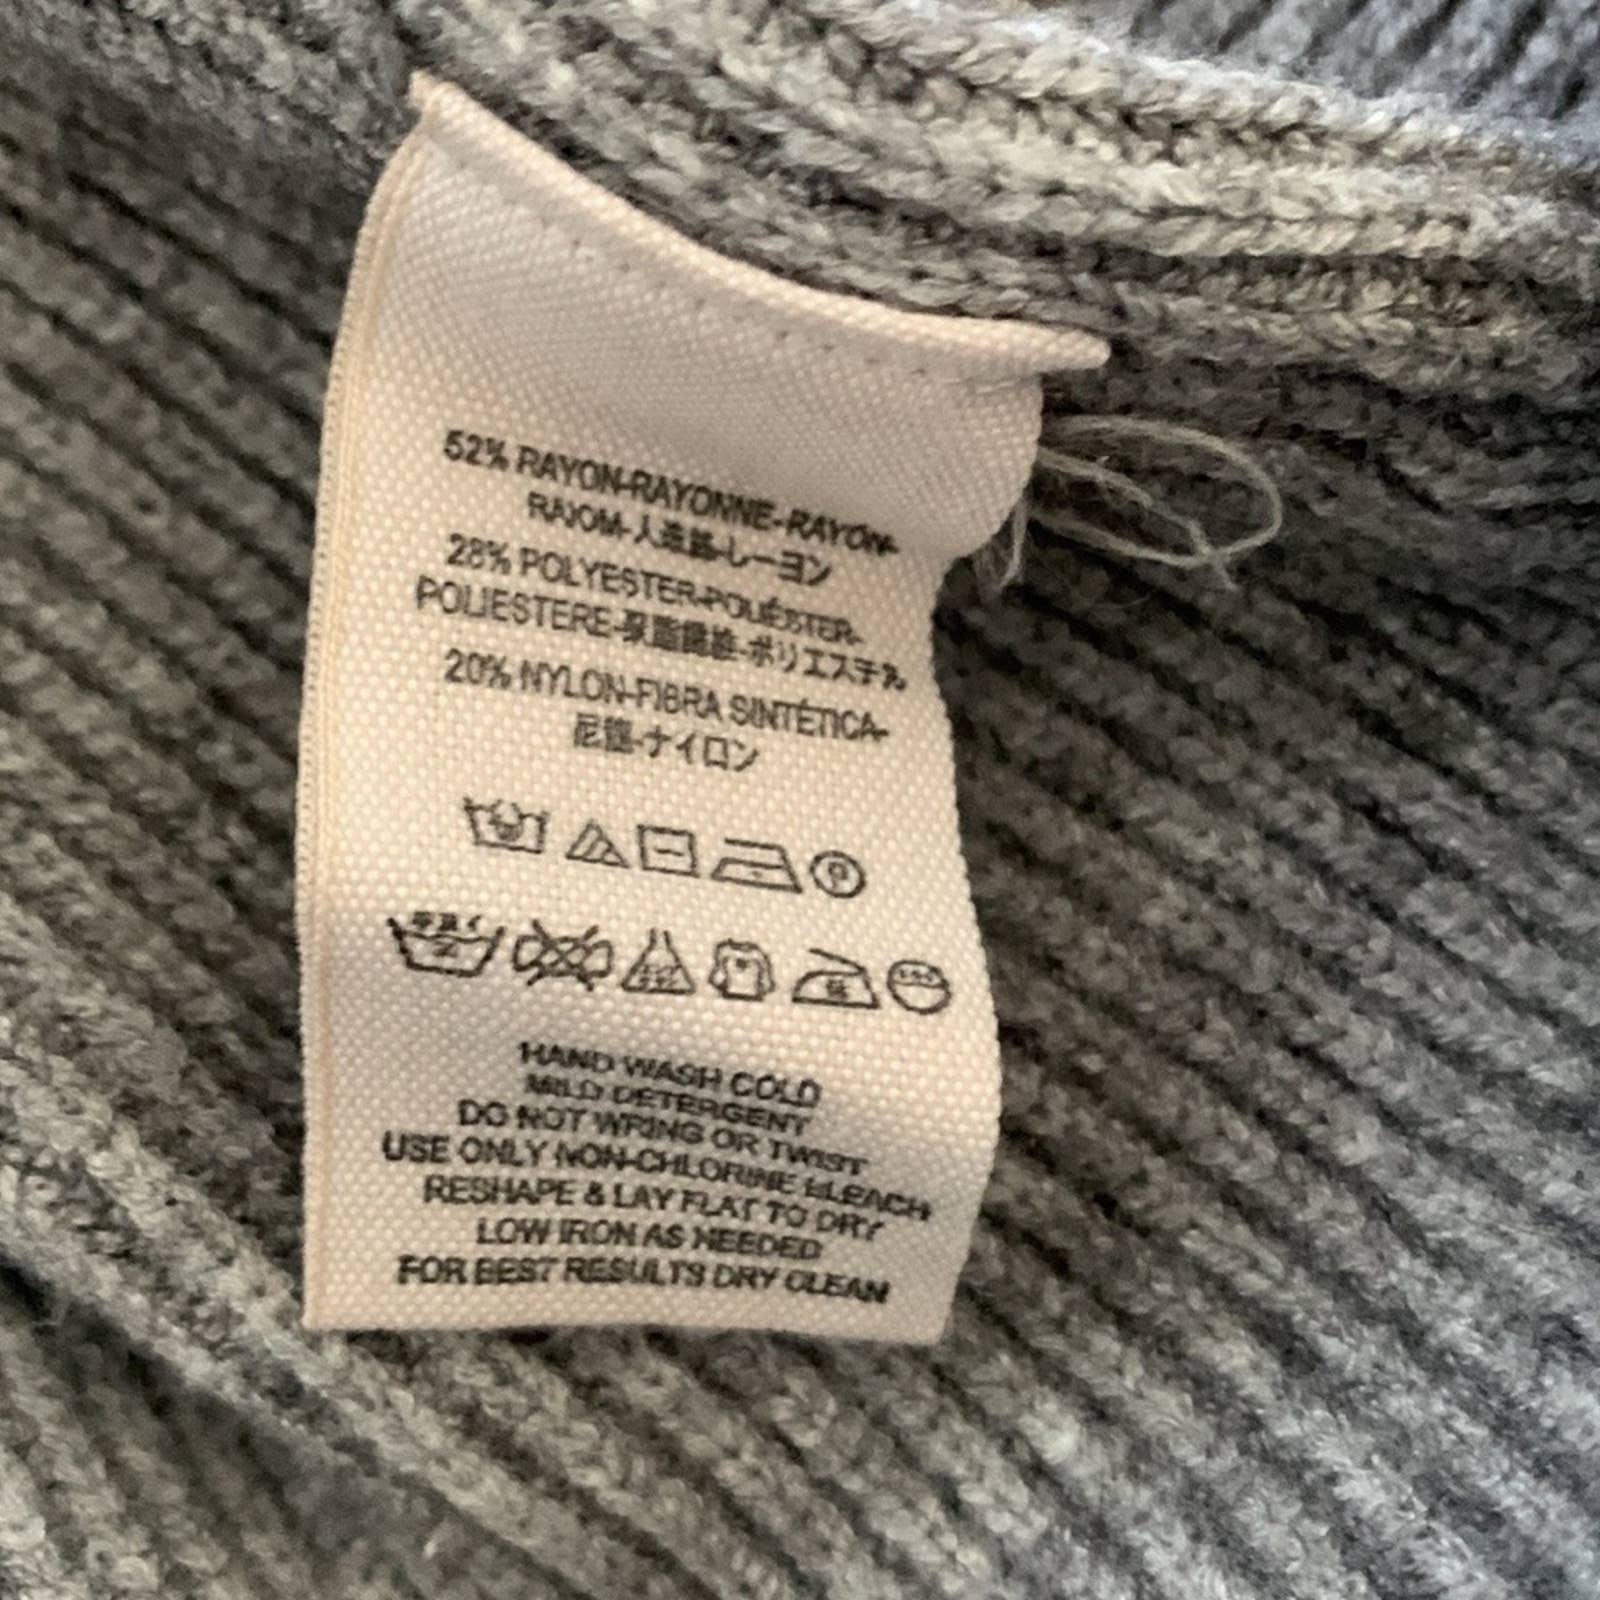 52% RAYON-RAYONNE-RAYÓN-
RAJOM-人造絲-レーヨン
28% POLYESTER-POLIÉSTER-
POLIESTERE-聚脂纖維-ポリエステル
20% NYLON-FIBRA SINTÉTICA-
尼龍-ナイロン
P
HAND WASH COLD
MILD DETERGENT
DO NOT WRING OR TWIST
USE ONLY NON-CHLORINE BLEACH
RESHAPE & LAY FLAT TO DRY
LOW IRON AS NEEDED
FOR BEST RESULTS DRY CLEAN